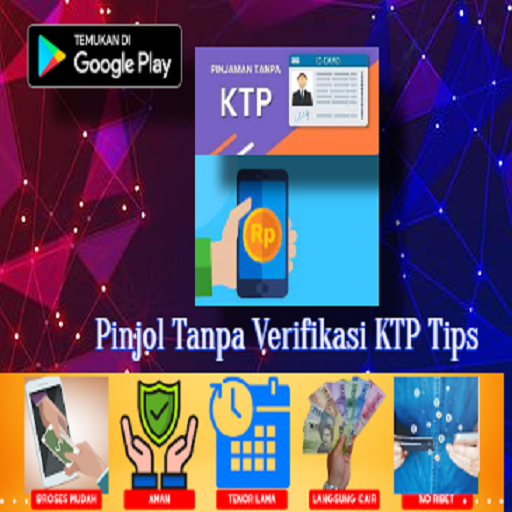 TEMUKAN DI
Google Play
PINJAMAN TANPA
KTP
ID CARD
Rp
Pinjol Tanpa Verifikasi KTP Tips
PROSES MUDAH
AMAN
TENOR LAMA
LANGSUNG CAIR
NO RIBET